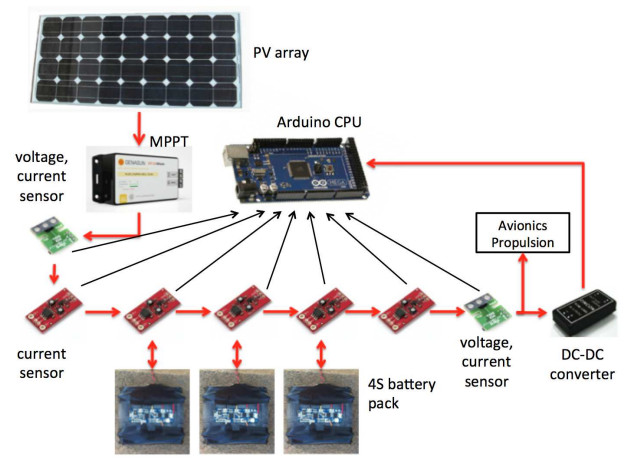 PV array
Arduino CPU
MPPT
voltage,
current
sensor
GENASUN
Avionics
Propulsion
current
sensor
4S battery
pack
voltage,
current
sensor
DC-DC
converter